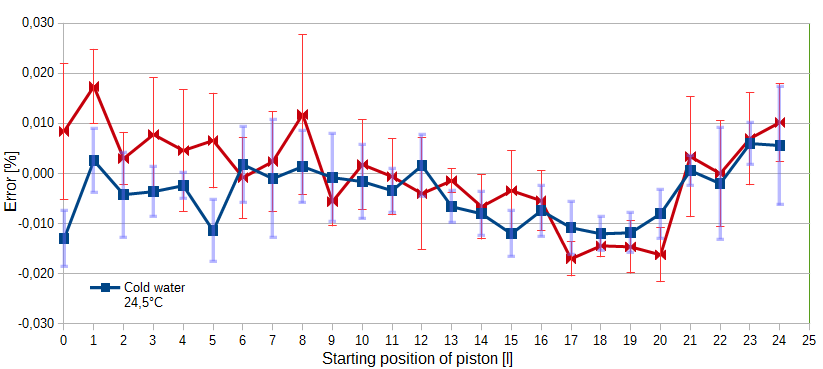 0,030
0,020
0,010
0,000
-0,010
-0,020
-0,030
Error [%]
Cold water
24,5°C
0 1 2 3 4 5 6 7 8 9 10 11 12 13 14 15 16 17 18 19 20 21 22 23 24 25
Starting position of piston [l]